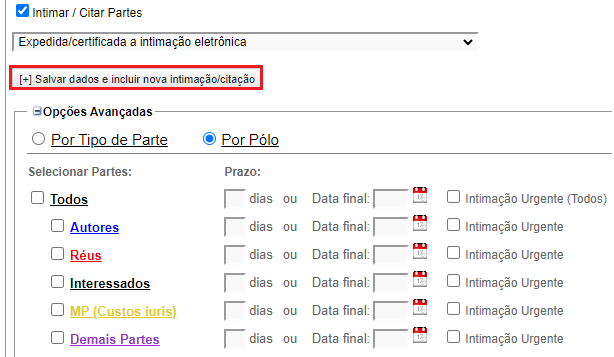 Intimar / Citar Partes
Expedida/certificada a intimação eletrônica
[+] Salvar dados e incluir nova intimação/citação
Opções Avançadas
Por Tipo de Parte Por Pólo
Selecionar Partes: Prazo:
Todos dias ou Data final: Intimação Urgente (Todos)
Autores dias ou Data final: Intimação Urgente
Réus dias ou Data final: Intimação Urgente
Interessados dias ou Data final: Intimação Urgente
MP (Custos iuris) dias ou Data final: Intimação Urgente
Demais Partes dias ou Data final: Intimação Urgente